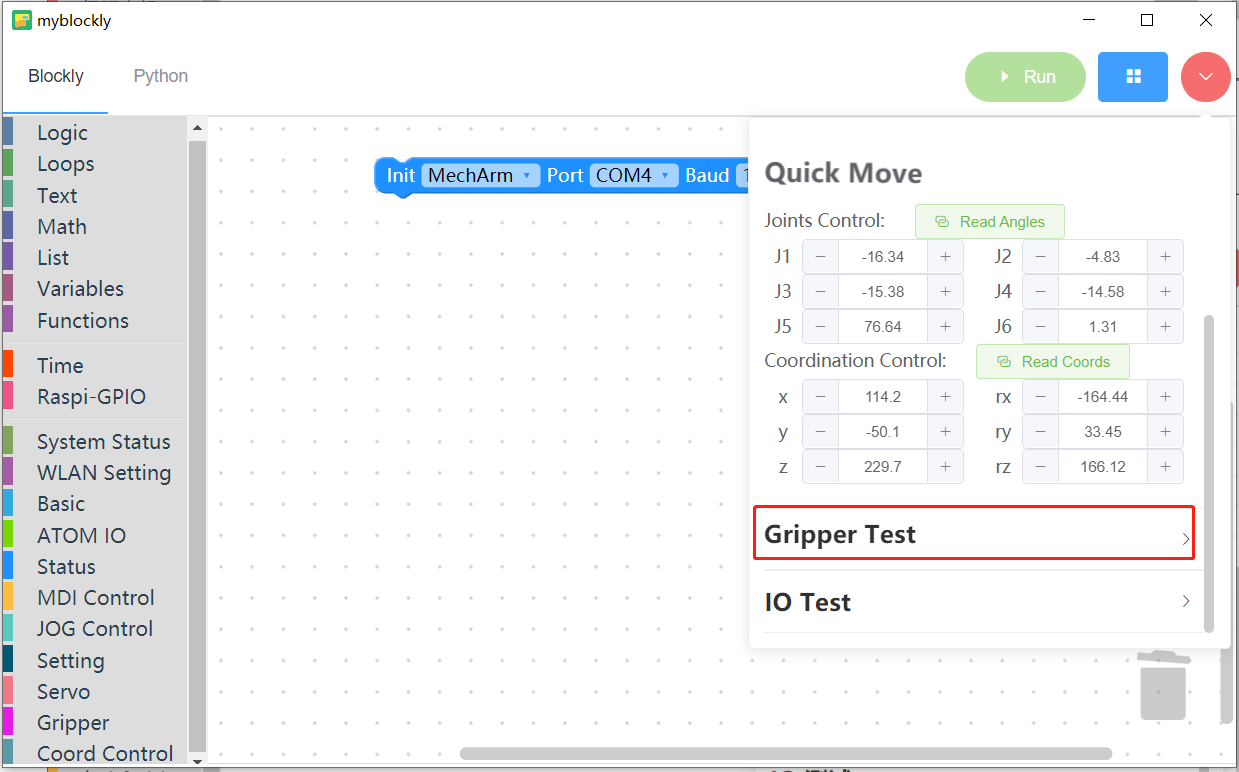 myblockly
Blockly Python
Run
Logic
Loops
Text
Math
List
Variables
Functions
Time
Raspi-GPIO
System Status
WLAN Setting
Basic
ATOM IO
Status
MDI Control
JOG Control
Setting
Servo
Gripper
Coord Control
Init MechArm Port COM4 Baud 1
Quick Move
Joints Control: Read Angles
J1 − -16.34 + J2 − -4.83 +
J3 − -15.38 + J4 − -14.58 +
J5 − 76.64 + J6 − 1.31 +
Coordination Control: Read Coords
x − 114.2 + rx − -164.44 +
y − -50.1 + ry − 33.45 +
z − 229.7 + rz − 166.12 +
Gripper Test
IO Test